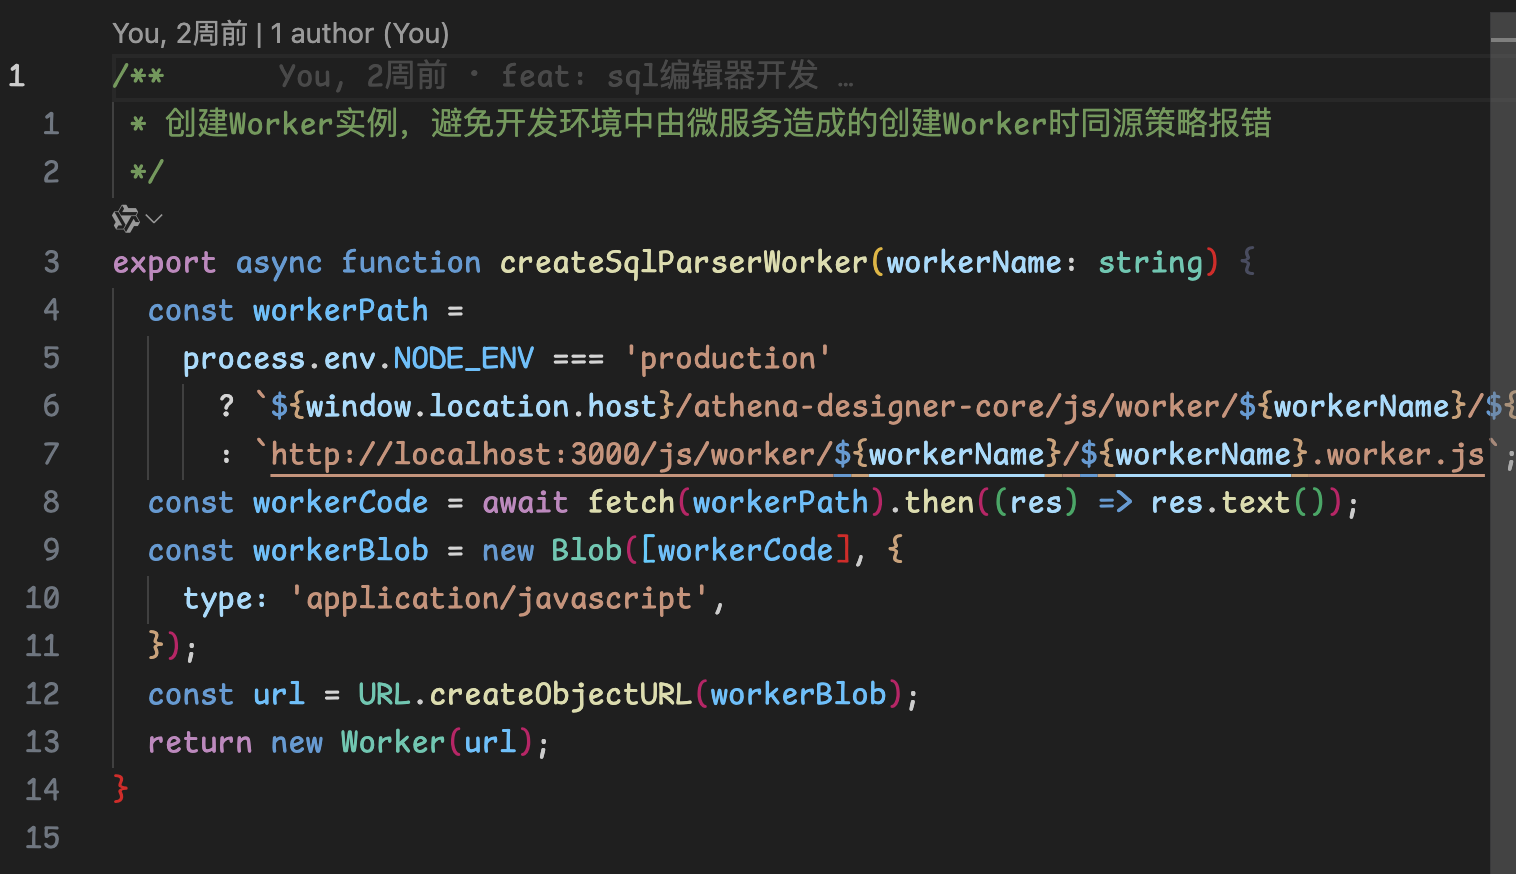 You, 2周前 | 1 author (You)
1 /** You, 2周前 • feat: sql编辑器开发 …
1 * 创建Worker实例，避免开发环境中由微服务造成的创建Worker时同源策略报错
2 */
3 export async function createSqlParserWorker(workerName: string) {
4 const workerPath =
5 process.env.NODE_ENV === 'production'
6 ? `${window.location.host}/athena-designer-core/js/worker/${workerName}/${
7 : `http://localhost:3000/js/worker/${workerName}/${workerName}.worker.js`;
8 const workerCode = await fetch(workerPath).then((res) => res.text());
9 const workerBlob = new Blob([workerCode], {
10 type: 'application/javascript',
11 });
12 const url = URL.createObjectURL(workerBlob);
13 return new Worker(url);
14 }
15